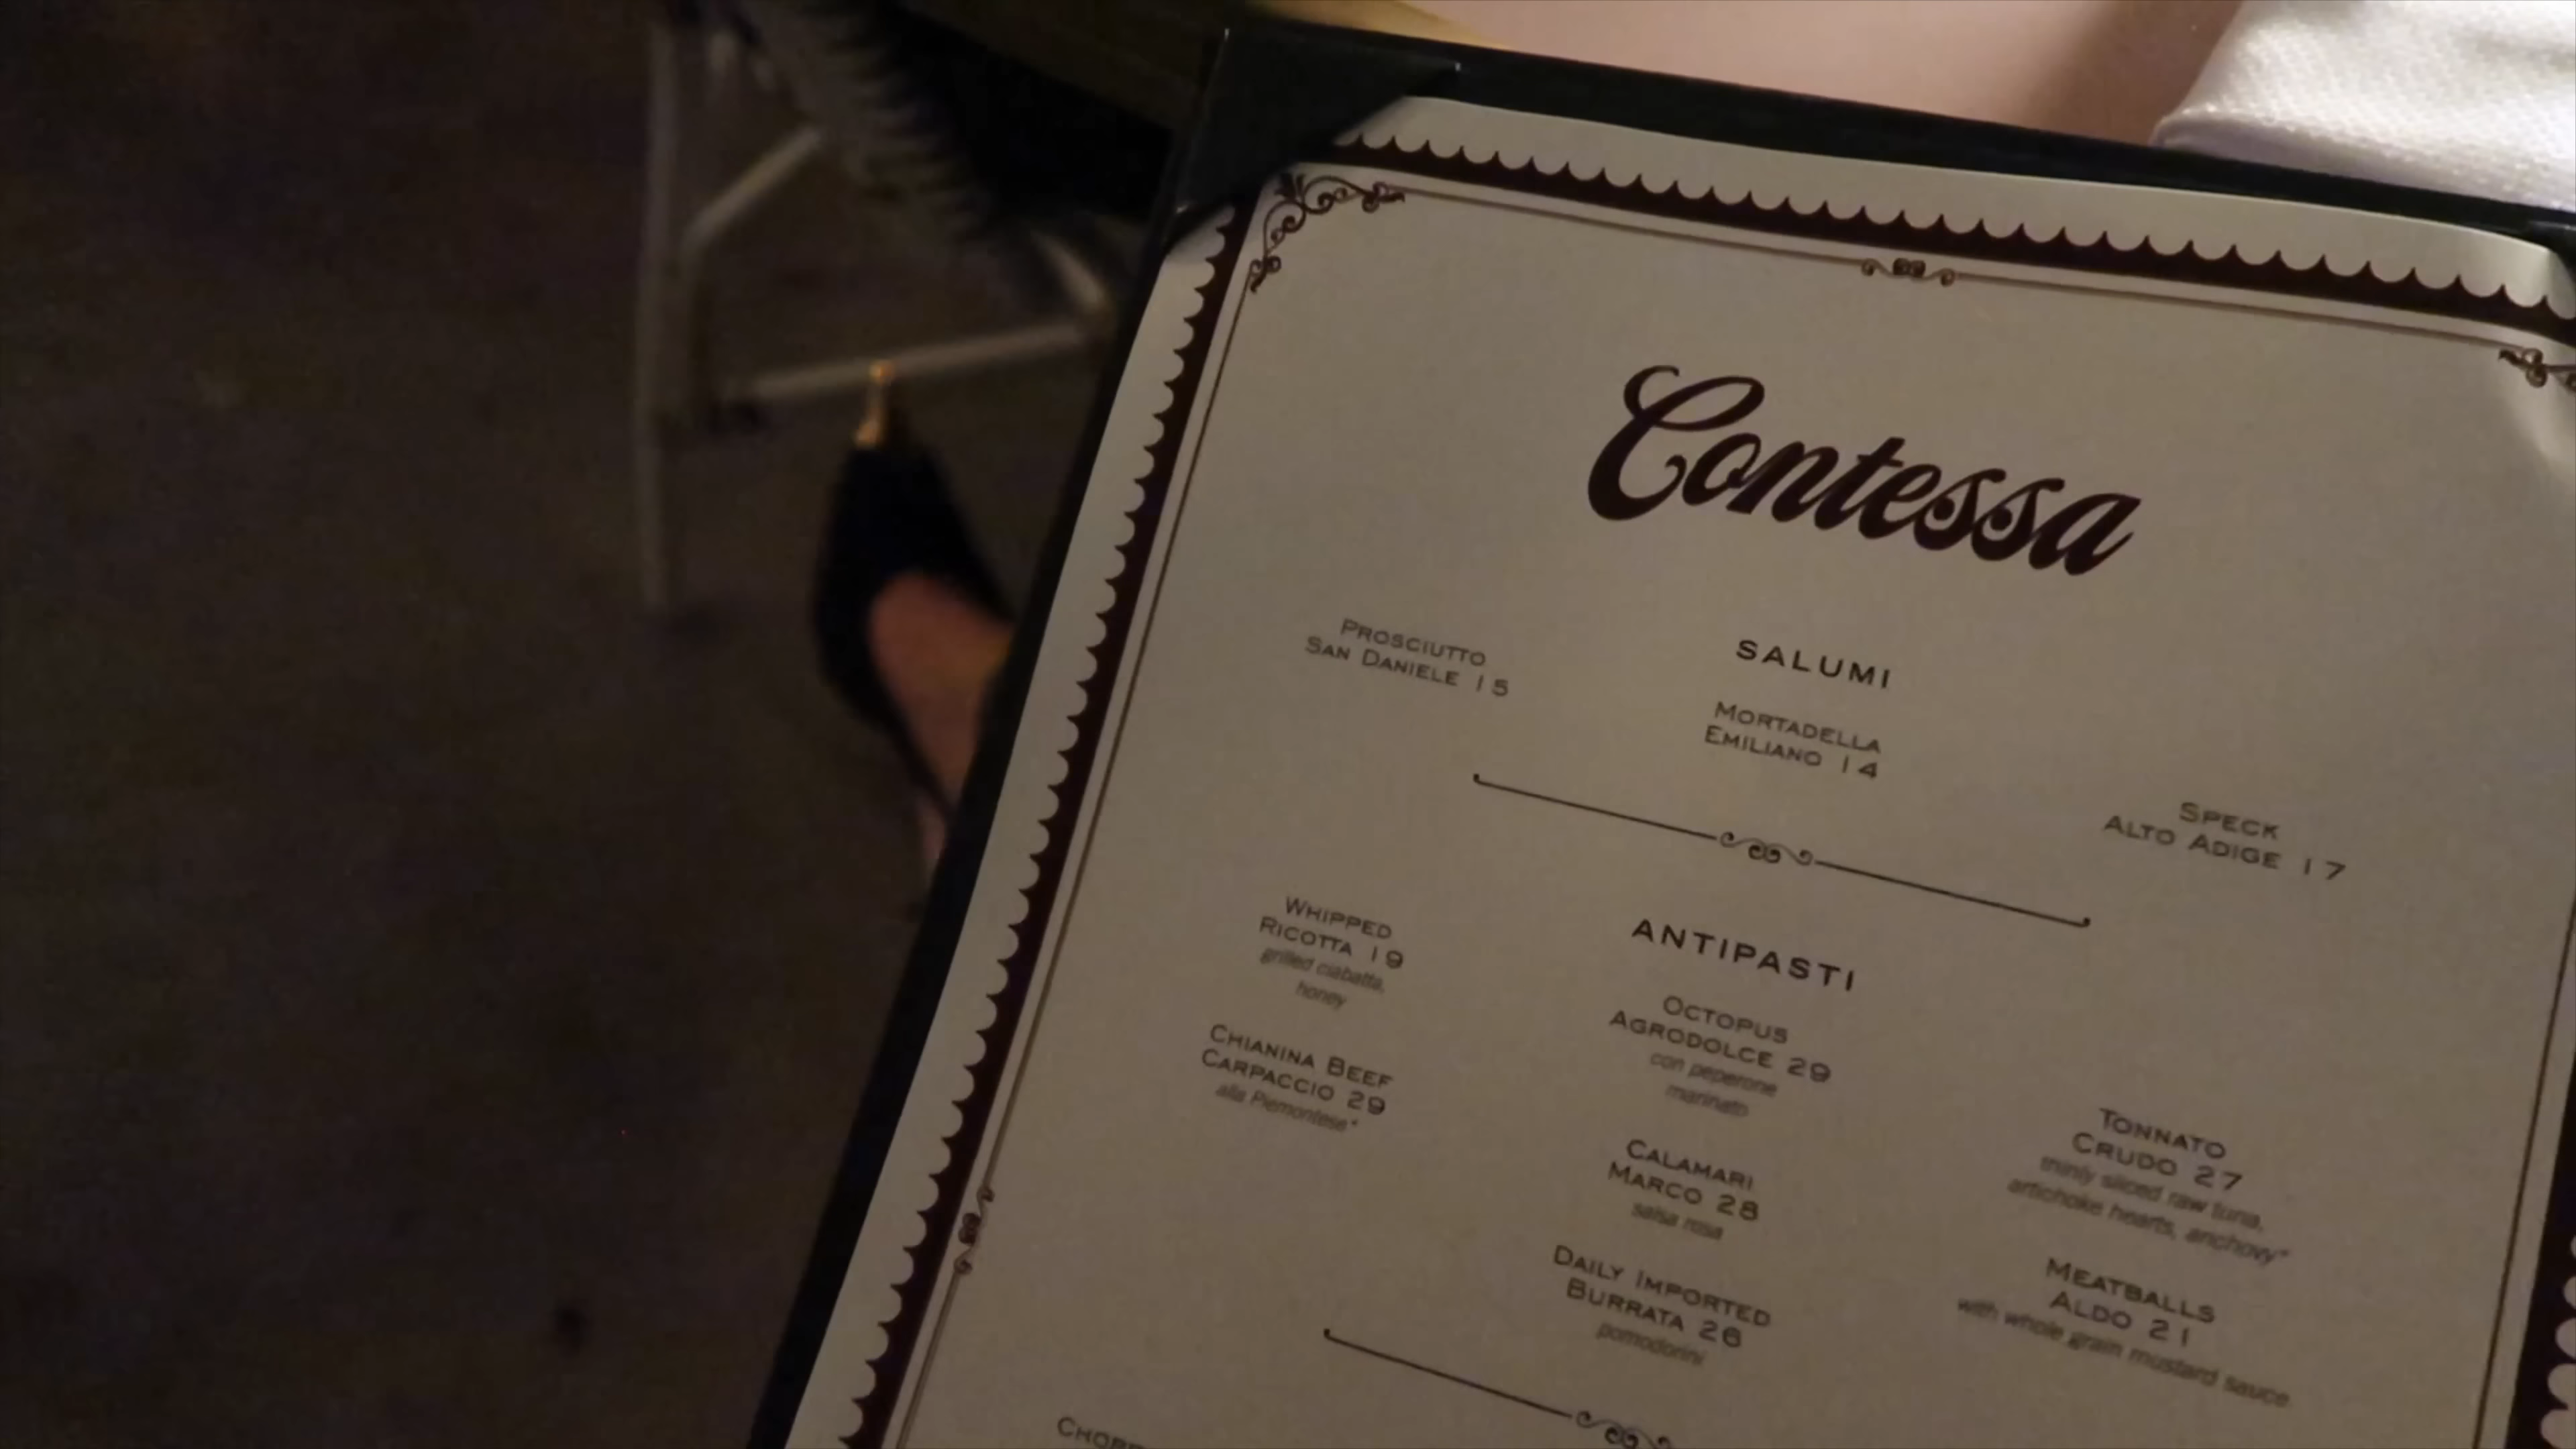 Contessa
SALUMI
PROSCIUTTO
SAN DANIELE 15
MORTADELLA
EMILIANO 14
SPECK
ALTO ADIGE 17
ANTIPASTI
WHIPPED
RICOTTA 19
grilled ciabatta,
honey
OCTOPUS
AGRODOLCE 29
con peperone
marinato
TONNATO
CRUDO 27
thinly sliced raw tuna,
artichoke hearts, anchovy*
CHIANINA BEEF
CARPACCIO 29
alla Piemontese*
CALAMARI
MARCO 28
salsa rosa
MEATBALLS
ALDO 21
with whole grain mustard sauce
DAILY IMPORTED
BURRATA 26
pomodorini